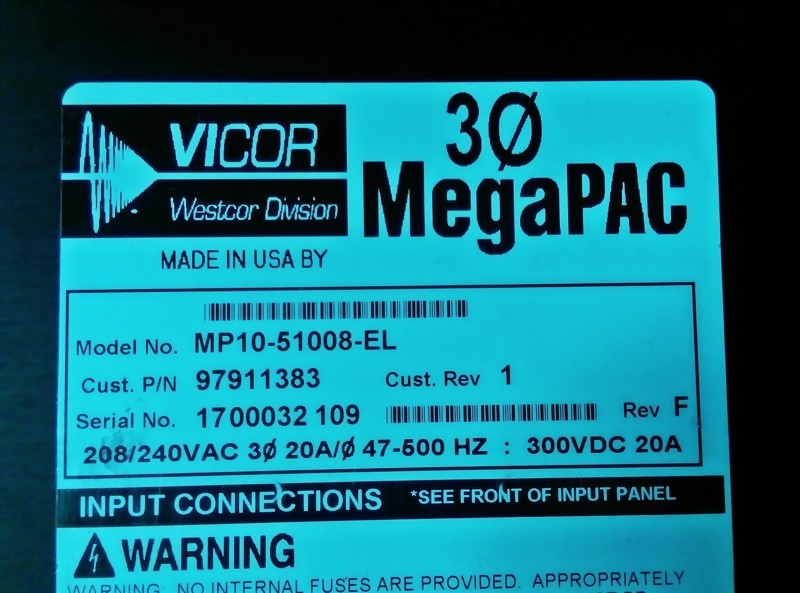 VICOR
Westcor Division
3Ø
MegaPAC
MADE IN USA BY
Model No. MP10-51008-EL
Cust. P/N 97911383 Cust. Rev 1
Serial No. 1700032 109 Rev F
208/240VAC 3Ø 20A/Ø 47-500 HZ : 300VDC 20A
INPUT CONNECTIONS *SEE FRONT OF INPUT PANEL
WARNING
WARNING: NO INTERNAL FUSES ARE PROVIDED. APPROPRIATELY